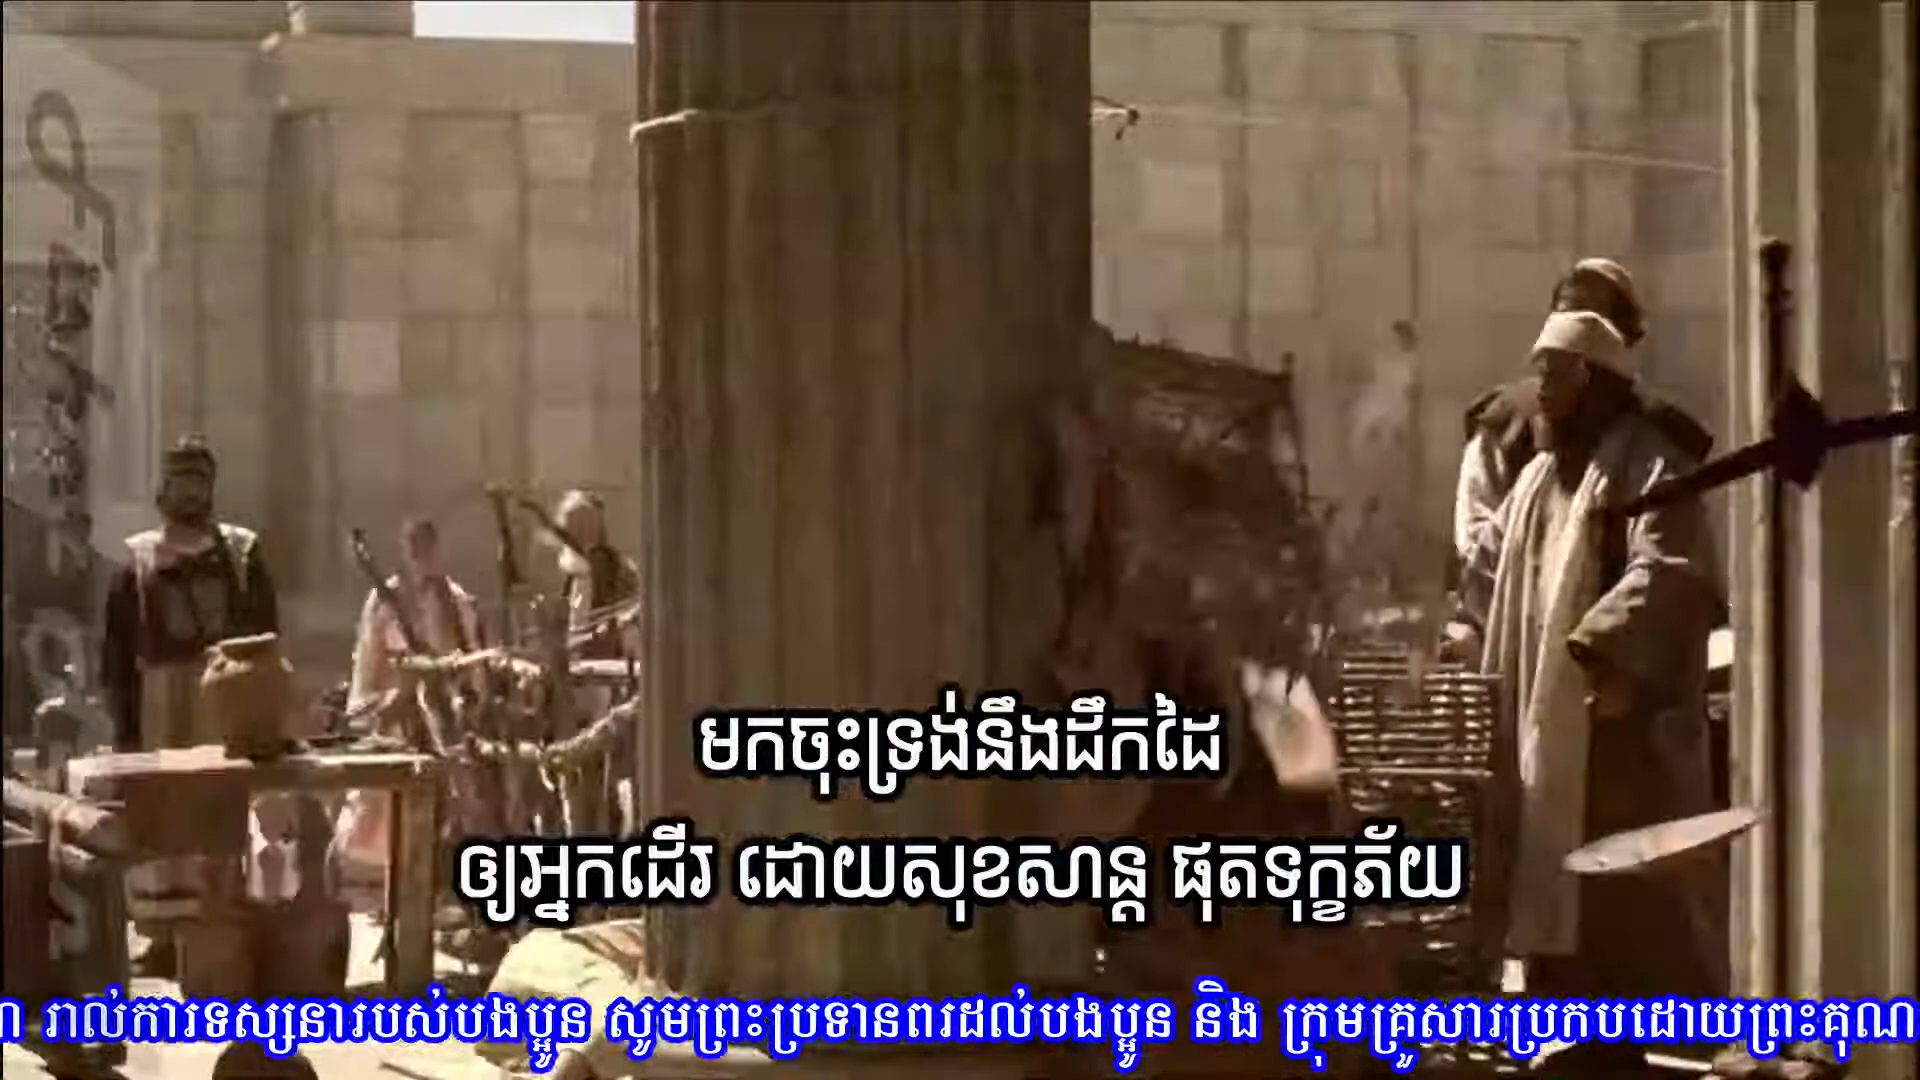 មកចុះទ្រង់នឹងដឹកដៃ
ឲ្យអ្នកដើរ ដោយសុខសាន្ត ផុតទុក្ខភ័យ
រាល់ការទស្សនារបស់បងប្អូន សូមព្រះប្រទានពរដល់បងប្អូន និង ក្រុមគ្រួសារប្រកបដោយព្រះគុណ